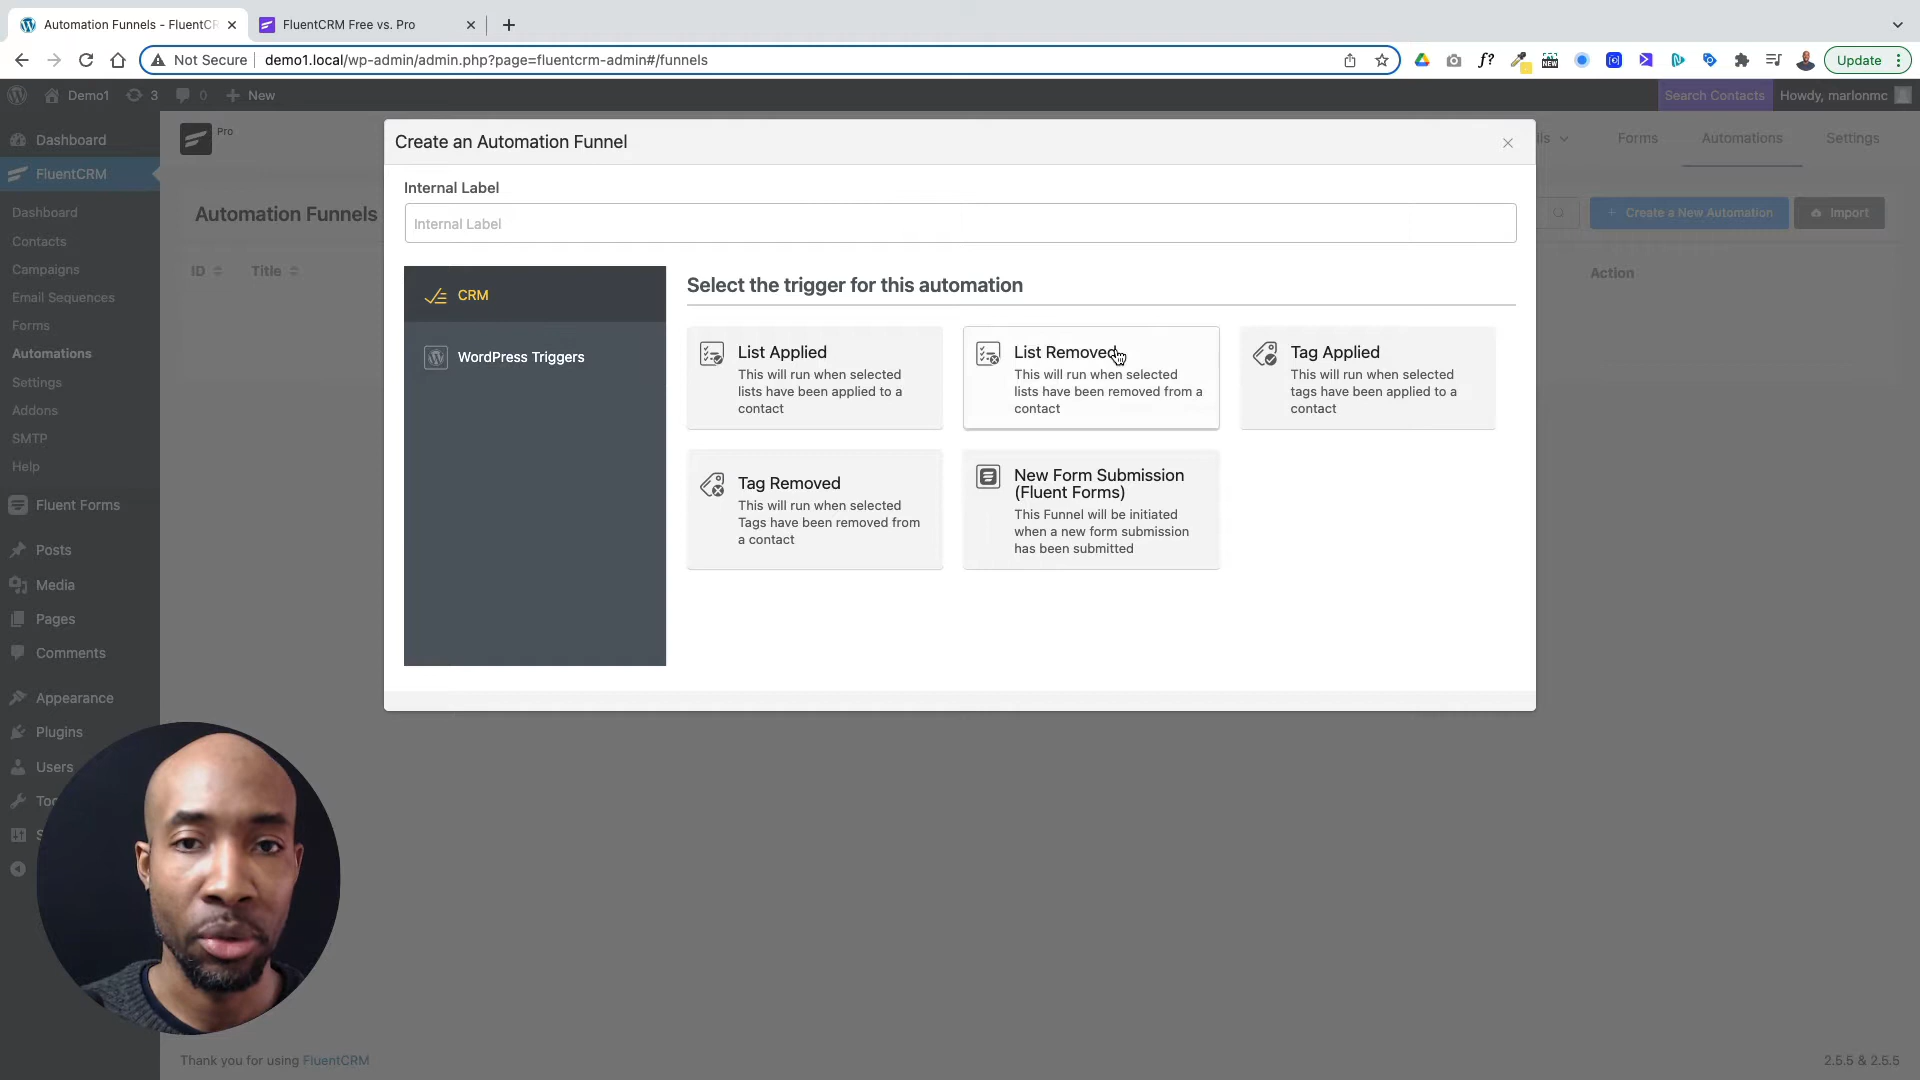 Automation Funnels - FluentCR
FluentCRM Free vs. Pro
Not Secure
demo1.local/wp-admin/admin.php?page=fluentcrm-admin#/funnels
f?
NEW
Update
Demo1
3
0
New
Search Contacts
Howdy, marlonmc
Dashboard
FluentCRM
Dashboard
Contacts
Campaigns
Email Sequences
Forms
Automations
Settings
Addons
SMTP
Help
Fluent Forms
Posts
Media
Pages
Comments
Appearance
Plugins
Users
Pro
Forms
Automations
Settings
Automation Funnels
Create a New Automation
Import
ID
Title
Action
Create an Automation Funnel
Internal Label
Internal Label
CRM
WordPress Triggers
Select the trigger for this automation
List Applied
This will run when selected
lists have been applied to a
contact
List Removed
This will run when selected
lists have been removed from a
contact
Tag Applied
This will run when selected
tags have been applied to a
contact
Tag Removed
This will run when selected
Tags have been removed from
a contact
New Form Submission
(Fluent Forms)
This Funnel will be initiated
when a new form submission
has been submitted
Thank you for using FluentCRM
2.5.5 & 2.5.5